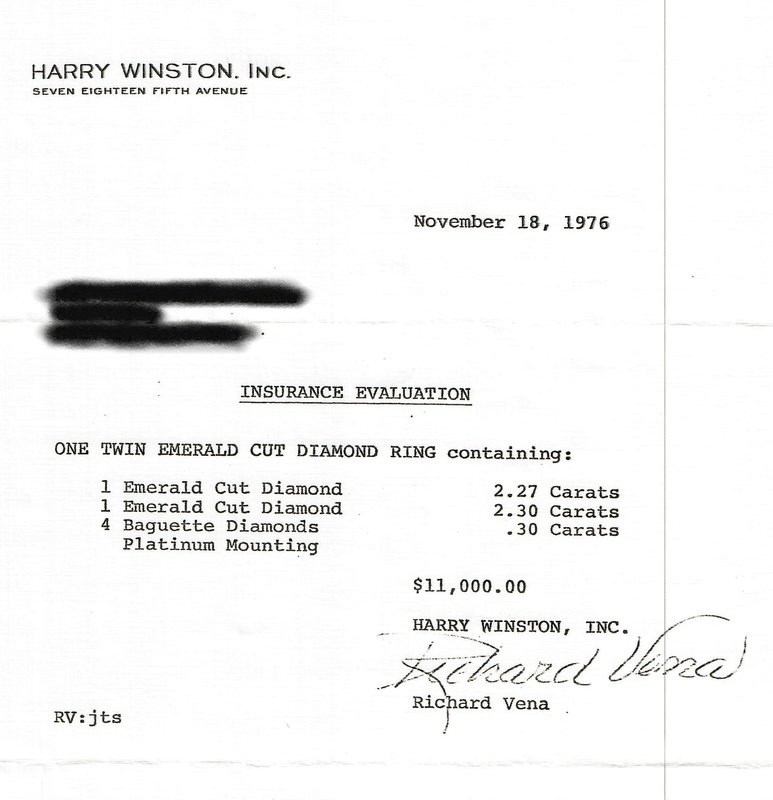 HARRY WINSTON, INC.
SEVEN EIGHTEEN FIFTH AVENUE
November 18, 1976
INSURANCE EVALUATION
ONE TWIN EMERALD CUT DIAMOND RING containing:
1 Emerald Cut Diamond 2.27 Carats
1 Emerald Cut Diamond 2.30 Carats
4 Baguette Diamonds .30 Carats
Platinum Mounting
$11,000.00
HARRY WINSTON, INC.
Richard Vena
Richard Vena
RV:jts